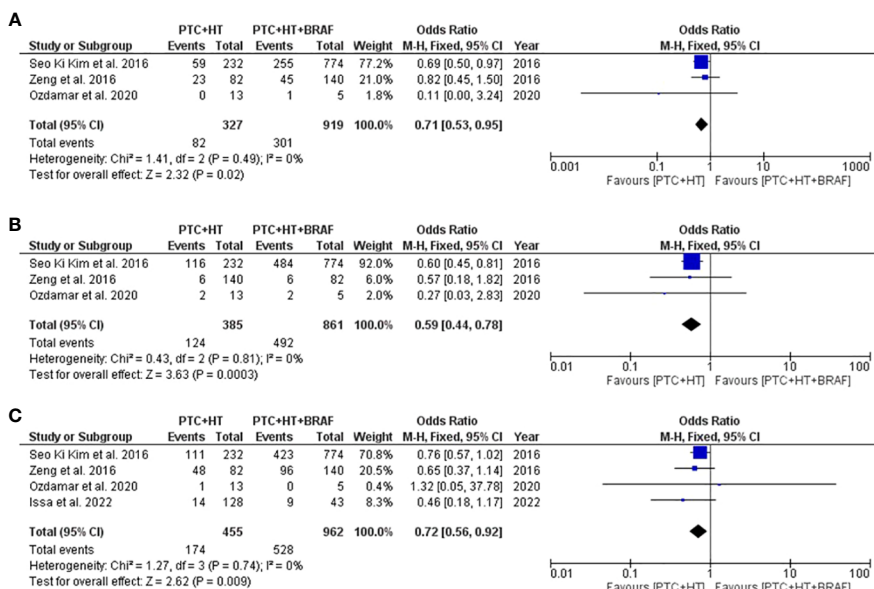 A
PTC+HT PTC+HT+BRAF Odds Ratio Odds Ratio
Study or Subgroup Events Total Events Total Weight M-H, Fixed, 95% CI Year M-H, Fixed, 95% CI
Seo Ki Kim et al. 2016 59 232 255 774 77.2% 0.69 [0.50, 0.97] 2016
Zeng et al. 2016 23 82 45 140 21.0% 0.82 [0.45, 1.50] 2016
Ozdamar et al. 2020 0 13 1 5 1.8% 0.11 [0.00, 3.24] 2020
Total (95% CI) 327 919 100.0% 0.71 [0.53, 0.95]
Total events 82 301
Heterogeneity: Chi² = 1.41, df = 2 (P = 0.49); I² = 0%
Test for overall effect: Z = 2.32 (P = 0.02)
0.001 0.1 1 10 1000
Favours [PTC+HT] Favours [PTC+HT+BRAF]
B
PTC+HT PTC+HT+BRAF Odds Ratio Odds Ratio
Study or Subgroup Events Total Events Total Weight M-H, Fixed, 95% CI Year M-H, Fixed, 95% CI
Seo Ki Kim et al. 2016 116 232 484 774 92.0% 0.60 [0.45, 0.81] 2016
Zeng et al. 2016 6 140 6 82 6.0% 0.57 [0.18, 1.82] 2016
Ozdamar et al. 2020 2 13 2 5 2.0% 0.27 [0.03, 2.83] 2020
Total (95% CI) 385 861 100.0% 0.59 [0.44, 0.78]
Total events 124 492
Heterogeneity: Chi² = 0.43, df = 2 (P = 0.81); I² = 0%
Test for overall effect: Z = 3.63 (P = 0.0003)
0.01 0.1 1 10 100
Favours [PTC+HT] Favours [PTC+HT+BRAF]
C
PTC+HT PTC+HT+BRAF Odds Ratio Odds Ratio
Study or Subgroup Events Total Events Total Weight M-H, Fixed, 95% CI Year M-H, Fixed, 95% CI
Seo Ki Kim et al. 2016 111 232 423 774 70.8% 0.76 [0.57, 1.02] 2016
Zeng et al. 2016 48 82 96 140 20.5% 0.65 [0.37, 1.14] 2016
Ozdamar et al. 2020 1 13 0 5 0.4% 1.32 [0.05, 37.78] 2020
Issa et al. 2022 14 128 9 43 8.3% 0.46 [0.18, 1.17] 2022
Total (95% CI) 455 962 100.0% 0.72 [0.56, 0.92]
Total events 174 528
Heterogeneity: Chi² = 1.27, df = 3 (P = 0.74); I² = 0%
Test for overall effect: Z = 2.62 (P = 0.009)
0.01 0.1 1 10 100
Favours [PTC+HT] Favours [PTC+HT+BRAF]